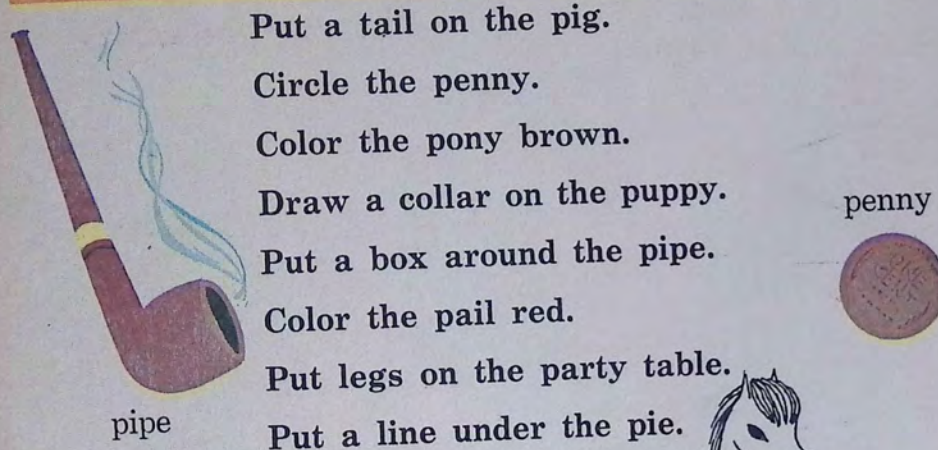 Put a tail on the pig.
Circle the penny.
Color the pony brown.
Draw a collar on the puppy.
penny
Put a box around the pipe.
Color the pail red.
Put legs on the party table.
pipe
Put a line under the pie.